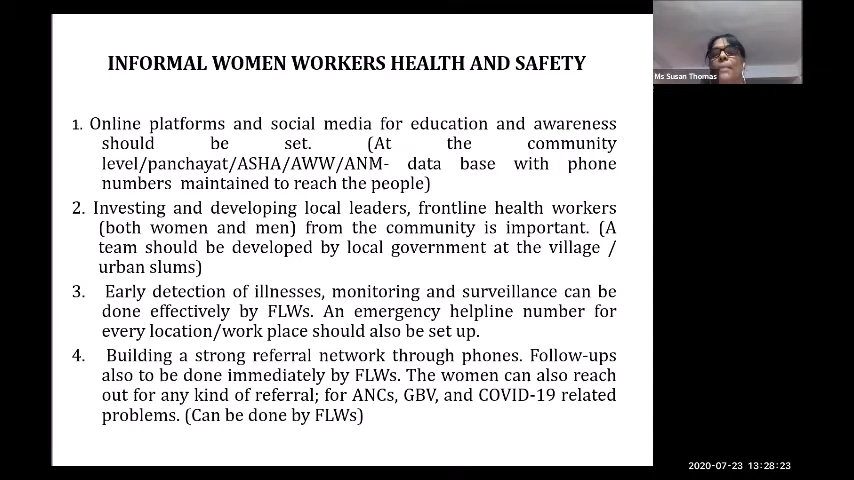 INFORMAL WOMEN WORKERS HEALTH AND SAFETY
1. Online platforms and social media for education and awareness
should be set. (At the community
level/panchayat/ASHA/AWW/ANM- data base with phone
numbers maintained to reach the people)
2. Investing and developing local leaders, frontline health workers
(both women and men) from the community is important. (A
team should be developed by local government at the village /
urban slums)
3. Early detection of illnesses, monitoring and surveillance can be
done effectively by FLWs. An emergency helpline number for
every location/work place should also be set up.
4. Building a strong referral network through phones. Follow-ups
also to be done immediately by FLWs. The women can also reach
out for any kind of referral; for ANCs, GBV, and COVID-19 related
problems. (Can be done by FLWs)
Ms Susan Thomas
2020-07-23 13:28:23